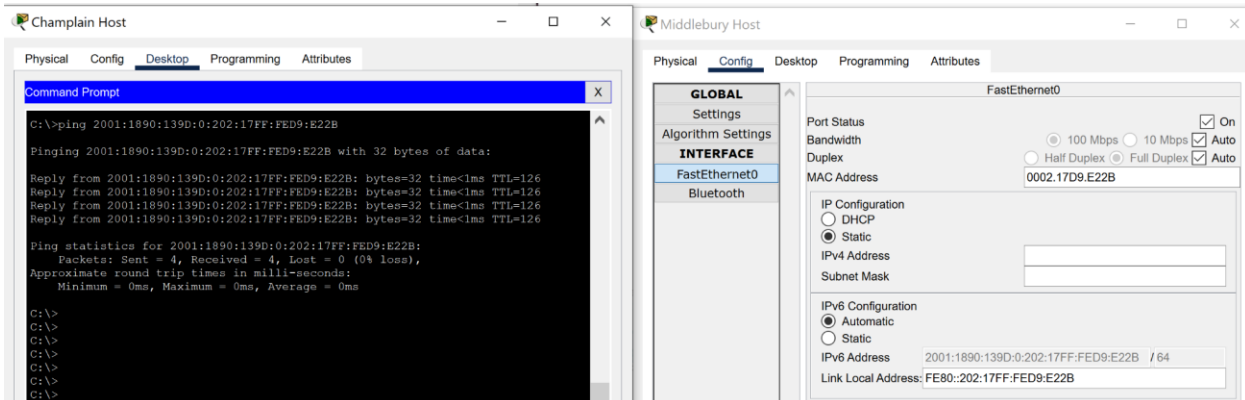 Champlain Host
Physical Config Desktop Programming Attributes
Command Prompt X
C:\>ping 2001:1890:139D:0:202:17FF:FED9:E22B
Pinging 2001:1890:139D:0:202:17FF:FED9:E22B with 32 bytes of data:
Reply from 2001:1890:139D:0:202:17FF:FED9:E22B: bytes=32 time<1ms TTL=126
Reply from 2001:1890:139D:0:202:17FF:FED9:E22B: bytes=32 time<1ms TTL=126
Reply from 2001:1890:139D:0:202:17FF:FED9:E22B: bytes=32 time<1ms TTL=126
Reply from 2001:1890:139D:0:202:17FF:FED9:E22B: bytes=32 time<1ms TTL=126
Ping statistics for 2001:1890:139D:0:202:17FF:FED9:E22B:
Packets: Sent = 4, Received = 4, Lost = 0 (0% loss),
Approximate round trip times in milli-seconds:
Minimum = 0ms, Maximum = 0ms, Average = 0ms
C:\>
C:\>
C:\>
C:\>
C:\>
C:\>
C:\>
Middlebury Host
Physical Config Desktop Programming Attributes
GLOBAL
Settings
Algorithm Settings
INTERFACE
FastEthernet0
Bluetooth
FastEthernet0
Port Status On
Bandwidth 100 Mbps 10 Mbps Auto
Duplex Half Duplex Full Duplex Auto
MAC Address 0002.17D9.E22B
IP Configuration
DHCP
Static
IPv4 Address
Subnet Mask
IPv6 Configuration
Automatic
Static
IPv6 Address 2001:1890:139D:0:202:17FF:FED9:E22B / 64
Link Local Address: FE80::202:17FF:FED9:E22B